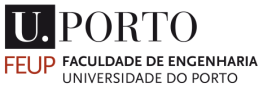 U. PORTO
FEUP FACULDADE DE ENGENHARIA
UNIVERSIDADE DO PORTO